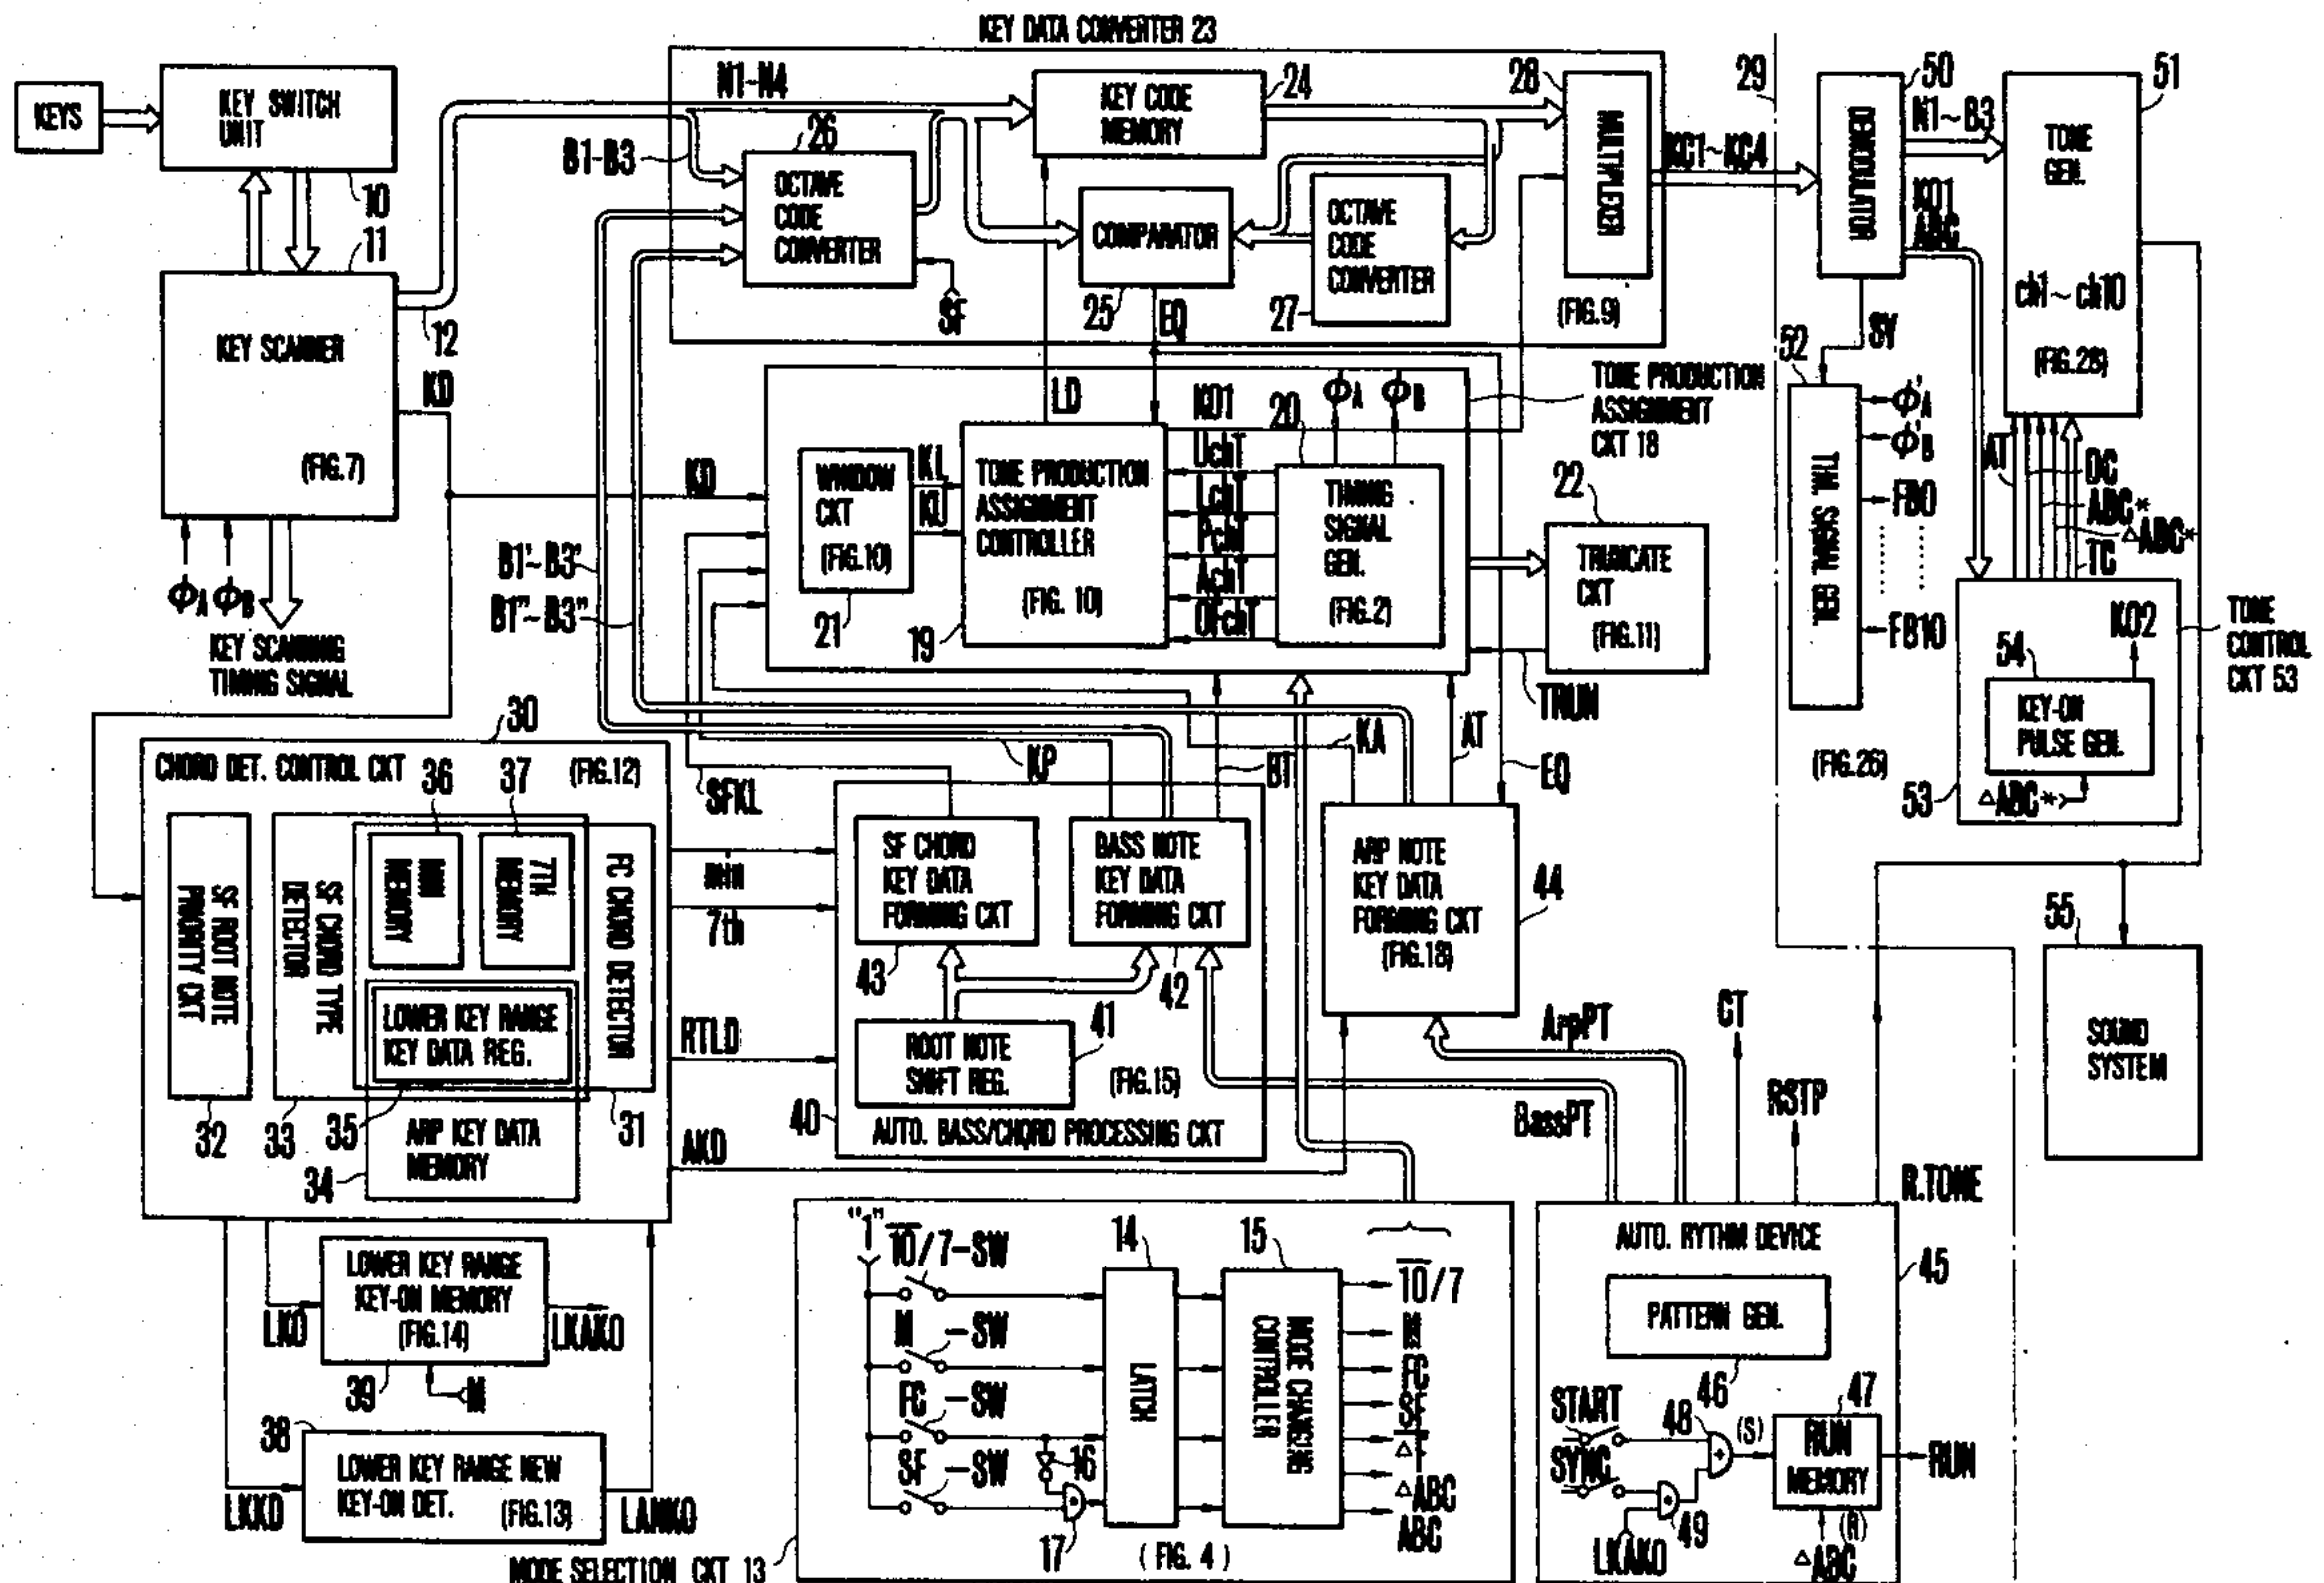 KEY DATA CONVERTER 23
KEYS
KEY SWITCH
UNIT
10
11
KEY SCANNER
(FIG.7)
12
KD
ΦA
ΦB
KEY SCANNING
TIMING SIGNAL
N1-N4
B1-B3
26
OCTAVE
CODE
CONVERTER
SF
KEY CODE
MEMORY
24
COMPARATOR
25
EQ
OCTAVE
CODE
CONVERTER
27
28
MULTIPLEXER
(FIG.9)
KC1~KC4
29
50
DEMODULATOR
N1~B3
KO1
ABC
51
TONE
GEN.
ch1~ch10
(FIG.28)
SY
52
TIM. SIGNAL GEN.
Φ'A
Φ'B
FB0
FB10
(FIG.26)
AT
DC
ABC*
△ABC*
TC
TONE
CONTROL
CKT 53
KO2
54
KEY-ON
PULSE GEN.
△ABC*
53
55
SOUND
SYSTEM
TONE PRODUCTION
ASSIGNMENT
CKT 18
LD
KO1
20
ΦA
ΦB
KD
WINDOW
CKT
(FIG.10)
21
KL
KU
TONE PRODUCTION
ASSIGNMENT
CONTROLLER
(FIG. 10)
19
UchT
LchT
PchT
AchT
OFchT
TIMING
SIGNAL
GEN.
(FIG.2)
22
TRUNCATE
CKT
(FIG.11)
TRUN
B1'~B3'
B1"~B3"
SFKL
KP
BT
KA
AT
EQ
30
CHORD DET. CONTROL CKT
(FIG.12)
36
37
SF ROOT NOTE
PRIORITY CKT
SF CHORD TYPE
DETECTOR
MIN
MEMORY
7TH
MEMORY
FC CHORD DETECTOR
LOWER KEY RANGE
KEY DATA REG.
32
33
35
31
34
ARP KEY DATA
MEMORY
min
7th
RTLD
AKD
SF CHORD
KEY DATA
FORMING CKT
43
BASS NOTE
KEY DATA
FORMING CKT
42
ROOT NOTE
SHIFT REG.
41
(FIG.15)
40
AUTO. BASS/CHORD PROCESSING CKT
ARP NOTE
KEY DATA
FORMING CKT
(FIG.18)
44
ArpPT
BassPT
CT
RSTP
R.TONE
LOWER KEY RANGE
KEY-ON MEMORY
(FIG.14)
LKO
LKAKO
39
M
38
LOWER KEY RANGE NEW
KEY-ON DET.
(FIG.13)
LKKD
LANKO
MODE SELECTION CKT 13
"1"
1̅0̅/7-SW
M -SW
FC -SW
SF -SW
16
17
14
LATCH
15
MODE CHANGING
CONTROLLER
1̅0̅/7
M
FC
SF
△ABC
ABC
( FIG. 4 )
AUTO. RYTHM DEVICE
45
PATTERN GEN.
46
START
SYNC
48
49
LKAKO
(S)
47
RUN
MEMORY
RUN
(R)
△ABC